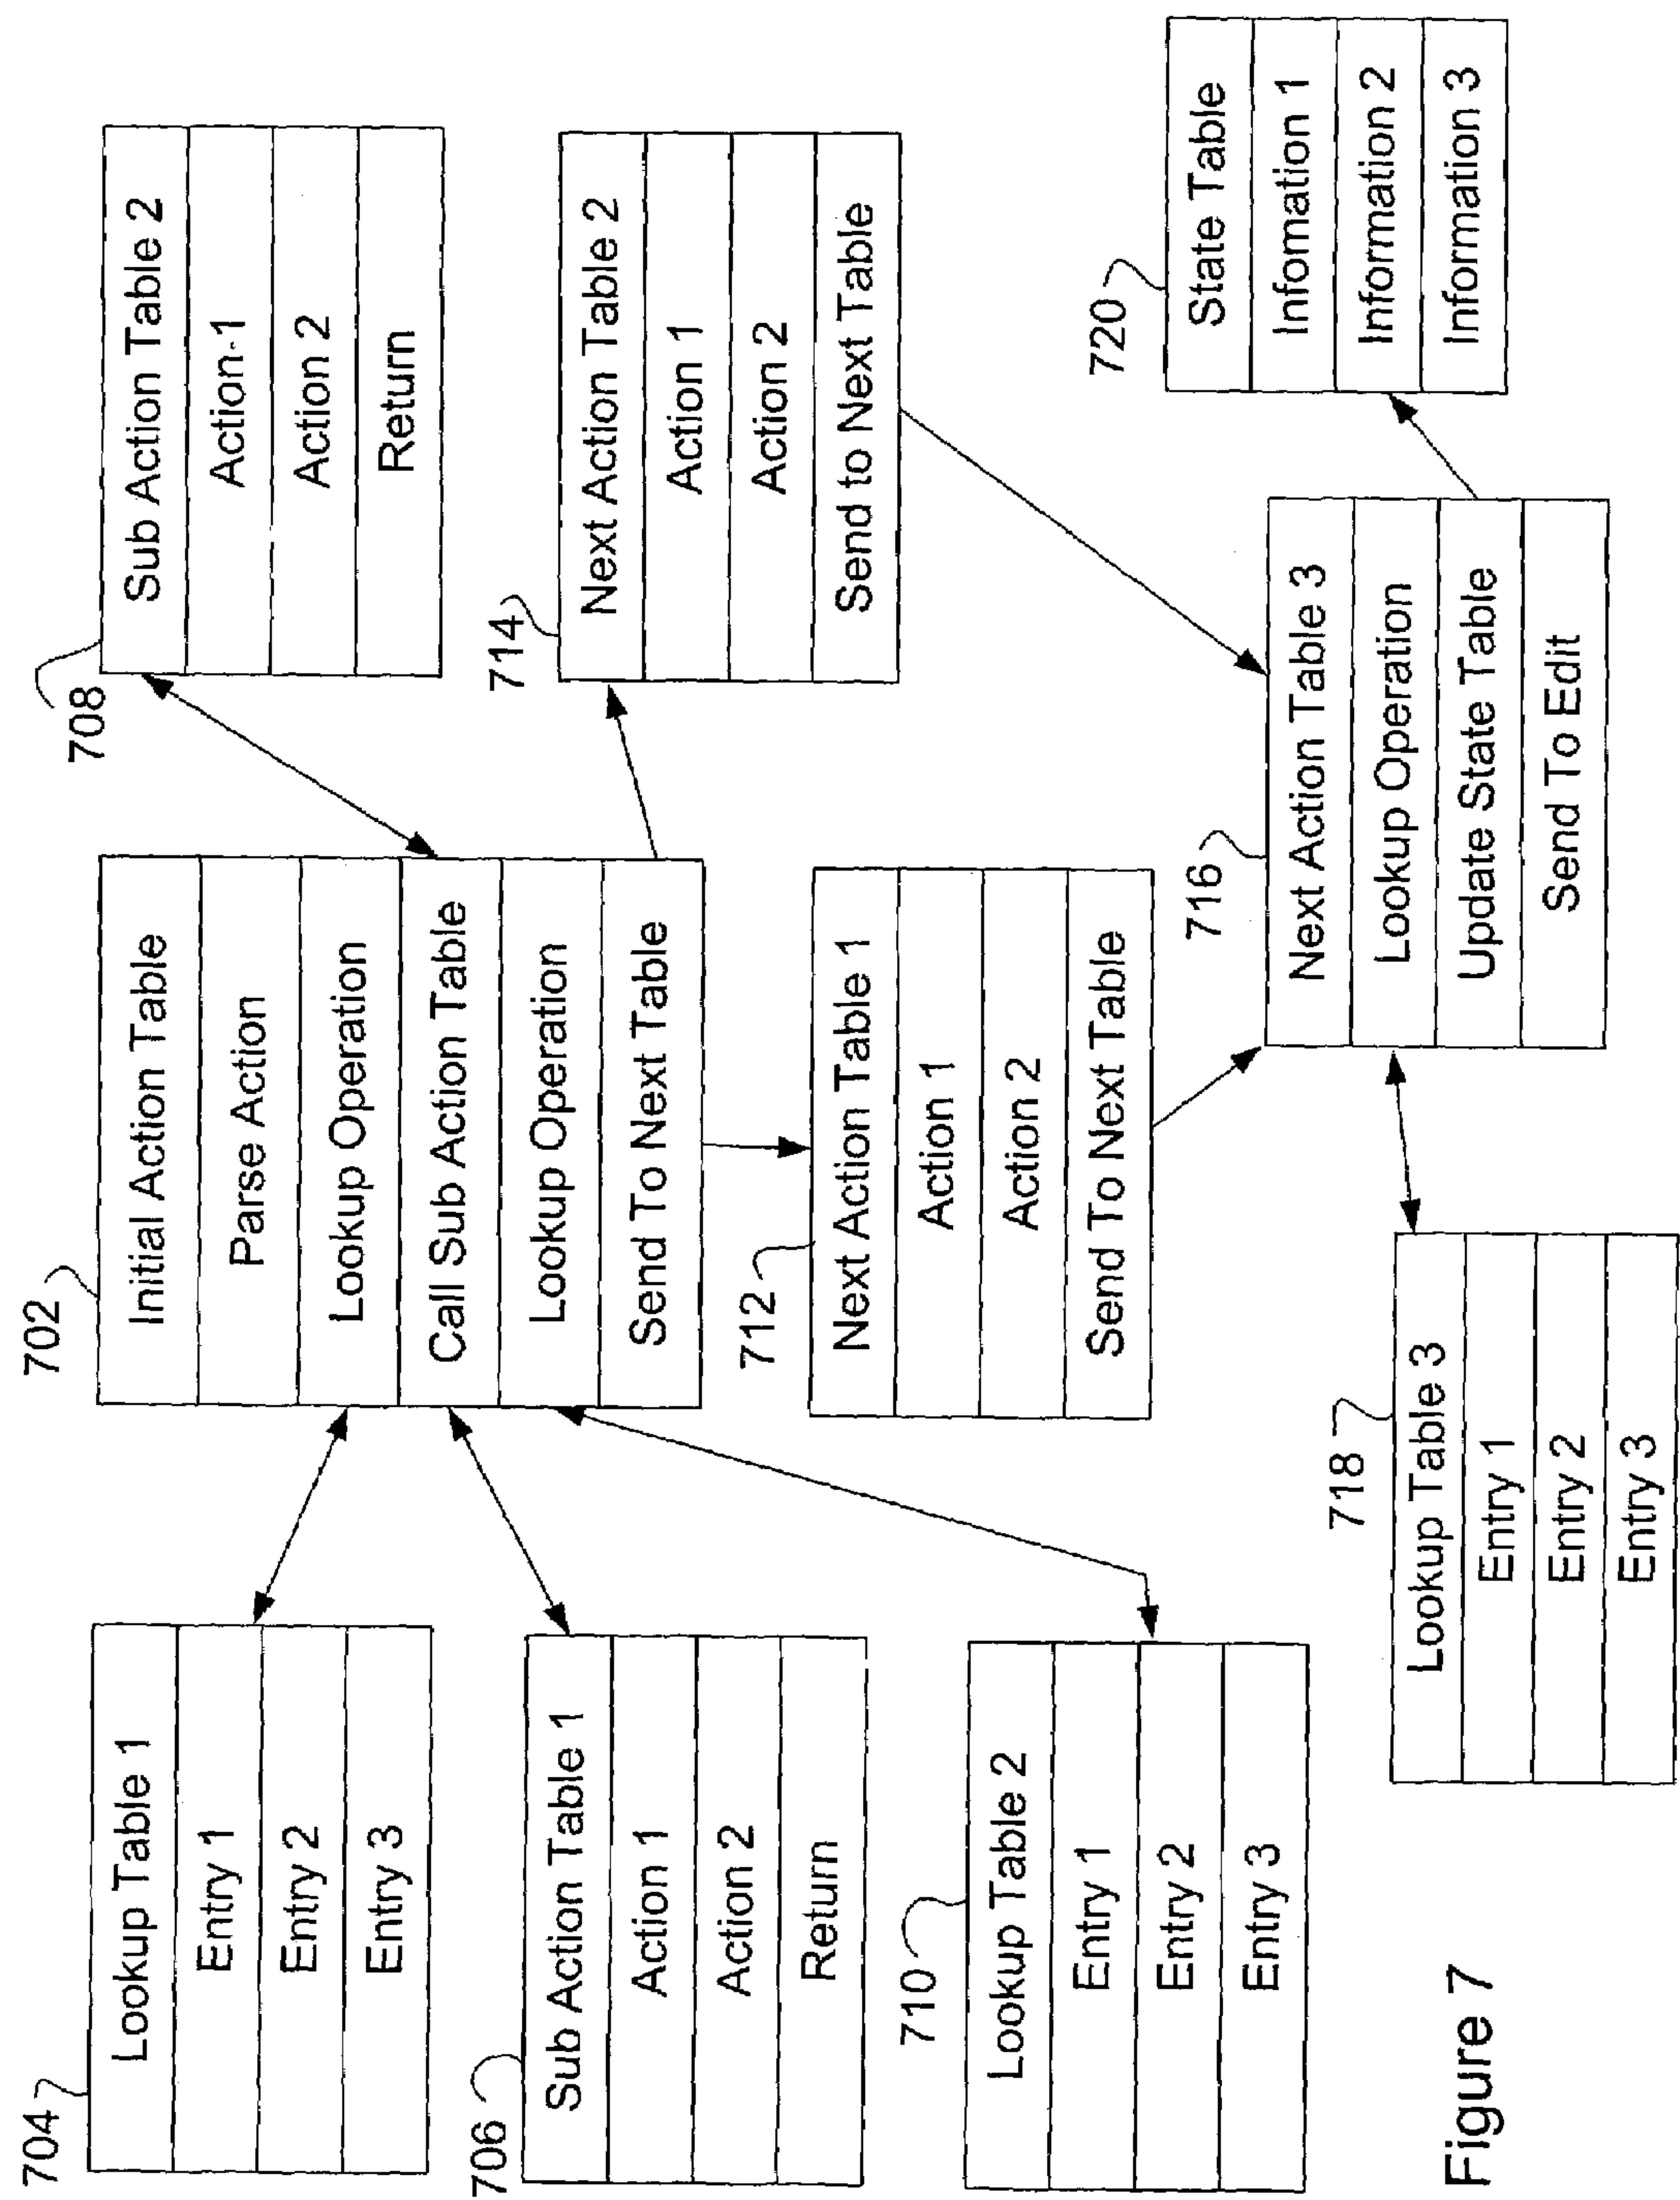 704
Lookup Table 1
Entry 1
Entry 2
Entry 3
702
Initial Action Table
Parse Action
Lookup Operation
Call Sub Action Table
Lookup Operation
Send To Next Table
708
Sub Action Table 2
Action 1
Action 2
Return
706
Sub Action Table 1
Action 1
Action 2
Return
714
Next Action Table 2
Action 1
Action 2
Send to Next Table
712
Next Action Table 1
Action 1
Action 2
Send To Next Table
710
Lookup Table 2
Entry 1
Entry 2
Entry 3
716
Next Action Table 3
Lookup Operation
Update State Table
Send To Edit
720
State Table
Infomation 1
Information 2
Information 3
718
Lookup Table 3
Entry 1
Entry 2
Entry 3
Figure 7